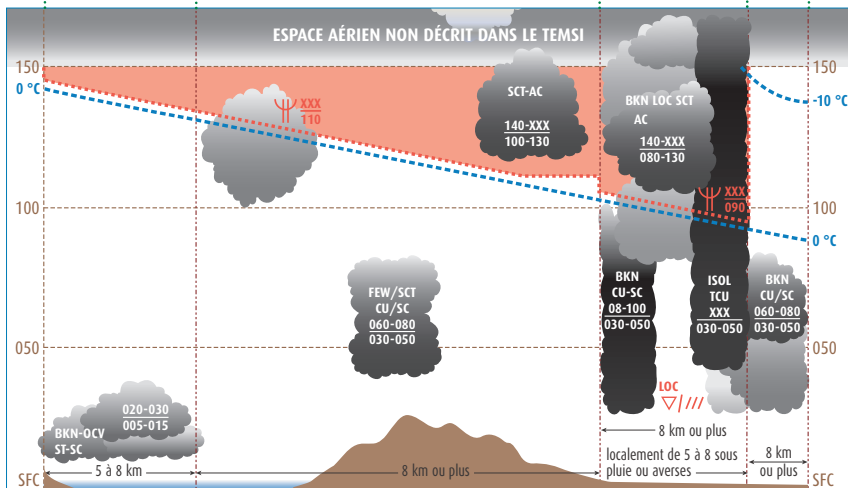 ESPACE AÉRIEN NON DÉCRIT DANS LE TEMSI
150
150
0 °C
-10 °C
XXX
110
SCT-AC
140-XXX
100-130
BKN LOC SCT
AC
140-XXX
080-130
XXX
090
100
100
0 °C
FEW/SCT
CU/SC
060-080
030-050
BKN
CU-SC
08-100
030-050
ISOL
TCU
XXX
030-050
BKN
CU/SC
060-080
030-050
050
050
LOC
020-030
005-015
BKN-OCV
ST-SC
8 km ou plus
5 à 8 km
8 km ou plus
localement de 5 à 8 sous
pluie ou averses
8 km
ou plus
SFC
SFC